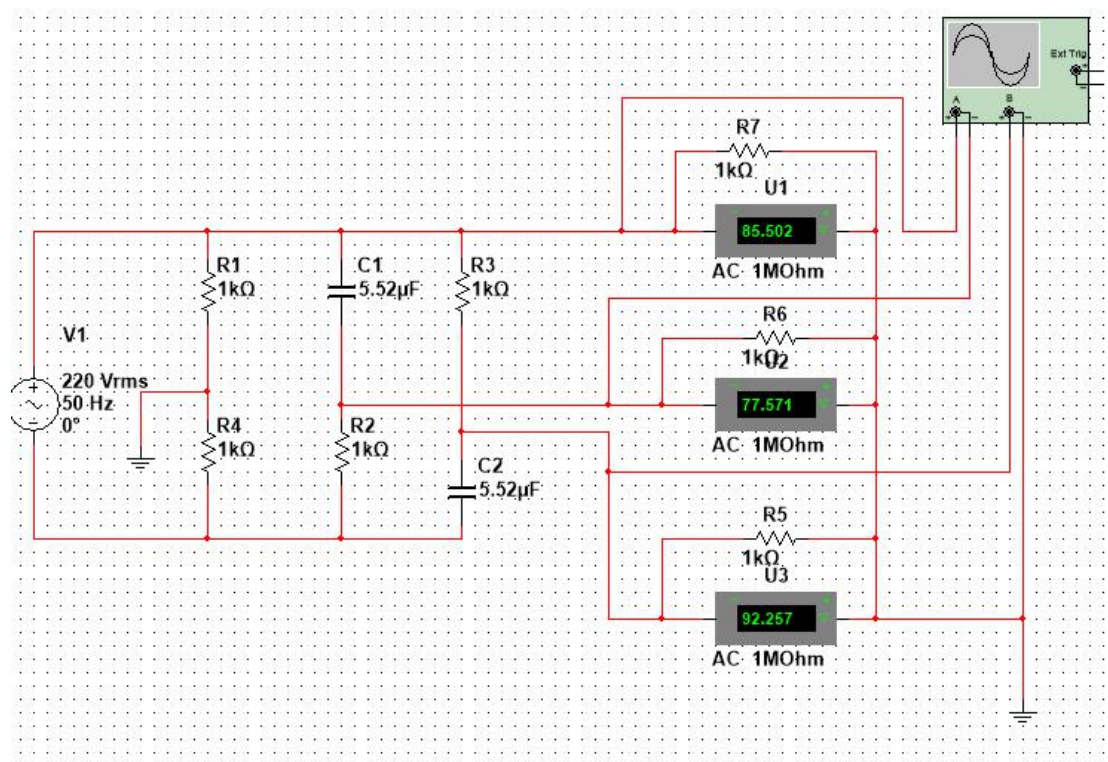 Ext Trig
+
-
A
B
+ - + -
R7
1kΩ
U1
- +
85.502 V
AC 1MOhm
R1
1kΩ
C1
5.52µF
R3
1kΩ
V1
+
220 Vrms
50 Hz
0°
R6
1kΩ
U2
77.571 V
AC 1MOhm
R4
1kΩ
R2
1kΩ
C2
5.52µF
R5
1kΩ
U3
- +
92.257 V
AC 1MOhm